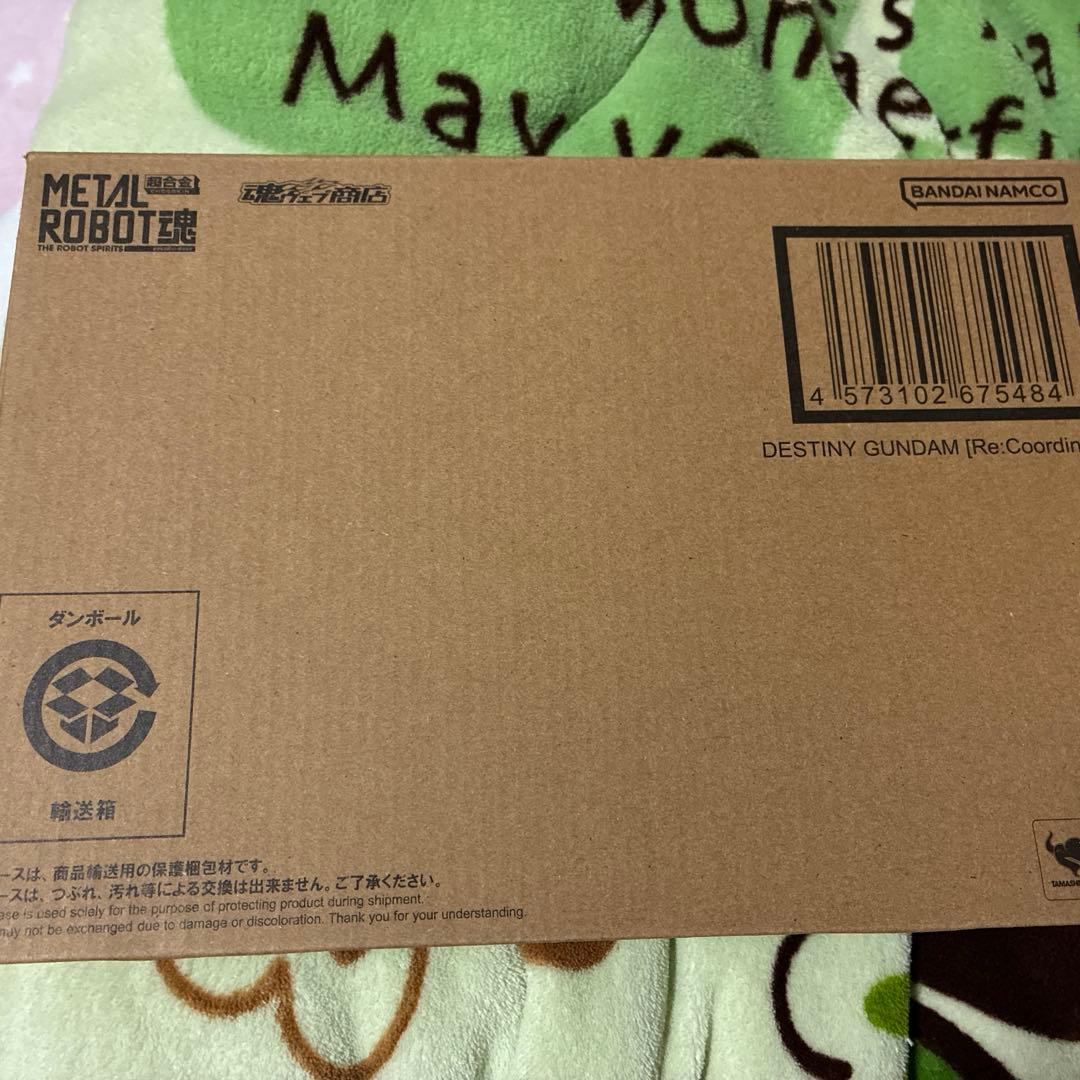 May yo
METAL 超合金
ROBOT魂
THE ROBOT SPIRITS
魂ウェブ商店
BANDAI NAMCO
4 573102 675484
DESTINY GUNDAM [Re:Coordin
ダンボール
輸送箱
ースは、商品輸送用の保護梱包材です。
ースは、つぶれ、汚れ等による交換は出来ません。ご了承ください。
ase is used solely for the purpose of protecting product during shipment.
may not be exchanged due to damage or discoloration. Thank you for your understanding.
TAMASHI